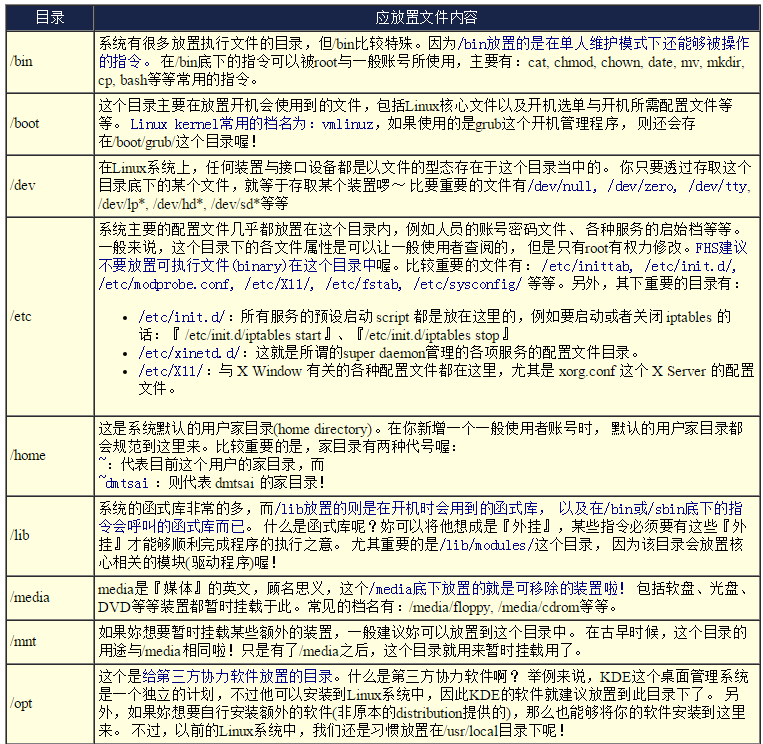 目录 应放置文件内容
/bin
系统有很多放置执行文件的目录，但/bin比较特殊。因为/bin放置的是在单人维护模式下还能够被操作
的指令。 在/bin底下的指令可以被root与一般账号所使用，主要有：cat, chmod, chown, date, mv, mkdir,
cp, bash等等常用的指令。
/boot
这个目录主要在放置开机会使用到的文件，包括Linux核心文件以及开机选单与开机所需配置文件等
等。 Linux kernel常用的档名为：vmlinuz，如果使用的是grub这个开机管理程序， 则还会存
在/boot/grub/这个目录喔！
/dev
在Linux系统上，任何装置与接口设备都是以文件的型态存在于这个目录当中的。 你只要透过存取这个
目录底下的某个文件，就等于存取某个装置啰～ 比要重要的文件有/dev/null, /dev/zero, /dev/tty,
/dev/lp*, /dev/hd*, /dev/sd*等等
/etc
系统主要的配置文件几乎都放置在这个目录内，例如人员的账号密码文件、 各种服务的启始档等等。
一般来说，这个目录下的各文件属性是可以让一般使用者查阅的， 但是只有root有权力修改。FHS建议
不要放置可执行文件(binary)在这个目录中喔。比较重要的文件有： /etc/inittab, /etc/init.d/,
/etc/modprobe.conf, /etc/X11/, /etc/fstab, /etc/sysconfig/ 等等。另外，其下重要的目录有：
• /etc/init.d/：所有服务的预设启动 script 都是放在这里的，例如要启动或者关闭 iptables 的
话：『 /etc/init.d/iptables start 』、『/etc/init.d/iptables stop 』
• /etc/xinetd.d/：这就是所谓的super daemon管理的各项服务的配置文件目录。
• /etc/X11/：与 X Window 有关的各种配置文件都在这里，尤其是 xorg.conf 这个 X Server 的配置
文件。
/home
这是系统默认的用户家目录(home directory)。在你新增一个一般使用者账号时， 默认的用户家目录都
会规范到这里来。比较重要的是，家目录有两种代号喔：
~：代表目前这个用户的家目录，而
~dmtsai ：则代表 dmtsai 的家目录！
/lib
系统的函式库非常的多，而/lib放置的则是在开机时会用到的函式库， 以及在/bin或/sbin底下的指
令会呼叫的函式库而已。 什么是函式库呢？妳可以将他想成是『外挂』，某些指令必须要有这些『外
挂』才能够顺利完成程序的执行之意。 尤其重要的是/lib/modules/这个目录， 因为该目录会放置核
心相关的模块(驱动程序)喔！
/media
media是『媒体』的英文，顾名思义，这个/media底下放置的就是可移除的装置啦！ 包括软盘、光盘、
DVD等等装置都暂时挂载于此。常见的档名有：/media/floppy, /media/cdrom等等。
/mnt
如果妳想要暂时挂载某些额外的装置，一般建议妳可以放置到这个目录中。 在古早时候，这个目录的
用途与/media相同啦！只是有了/media之后，这个目录就用来暂时挂载用了。
/opt
这个是给第三方协力软件放置的目录。什么是第三方协力软件啊？ 举例来说，KDE这个桌面管理系统
是一个独立的计划，不过他可以安装到Linux系统中，因此KDE的软件就建议放置到此目录下了。 另
外，如果妳想要自行安装额外的软件(非原本的distribution提供的)，那么也能够将你的软件安装到这里
来。 不过，以前的Linux系统中，我们还是习惯放置在/usr/local目录下呢！